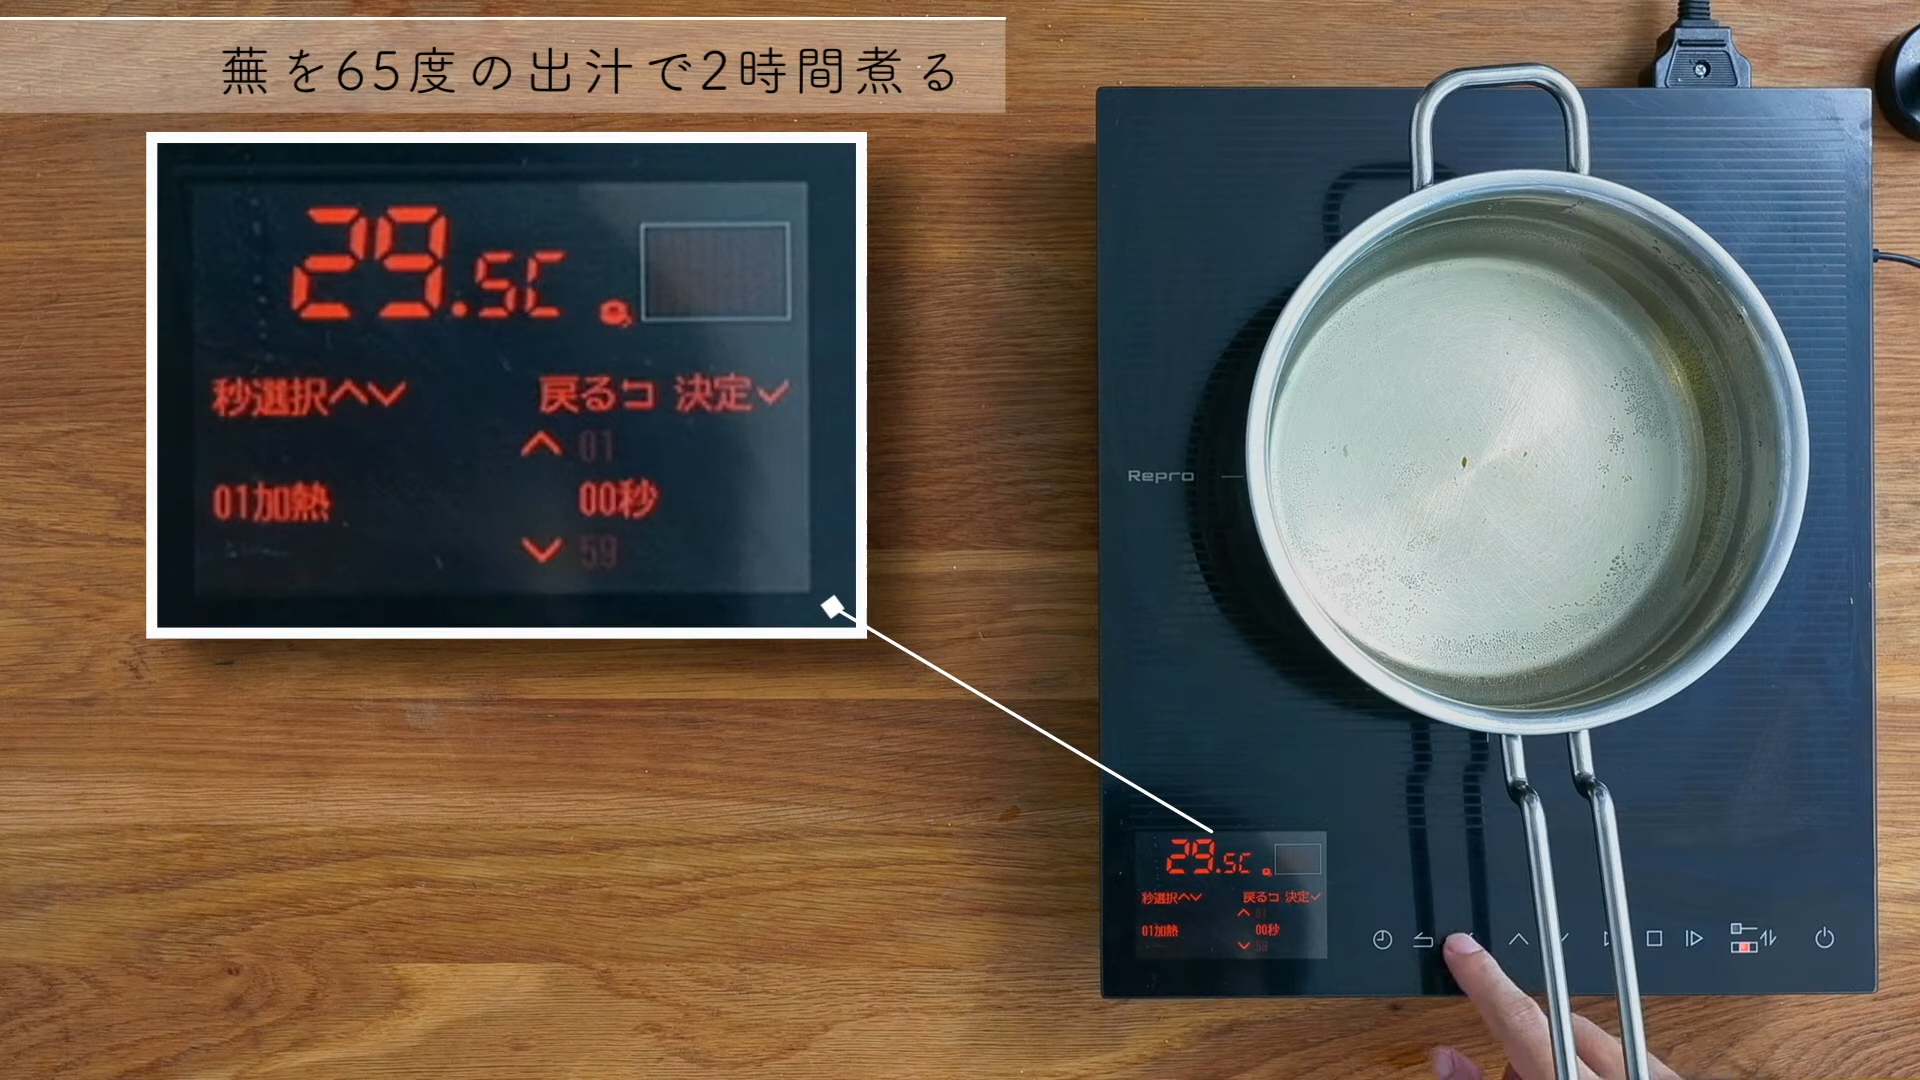 蕪を65度の出汁で2時間煮る
29.5C
秒選択へ∨ 戻る 決定✓
01
01加熱 00秒
59
Repro
29.5C
秒選択へ∨ 戻る 決定✓
01加熱 00秒
59